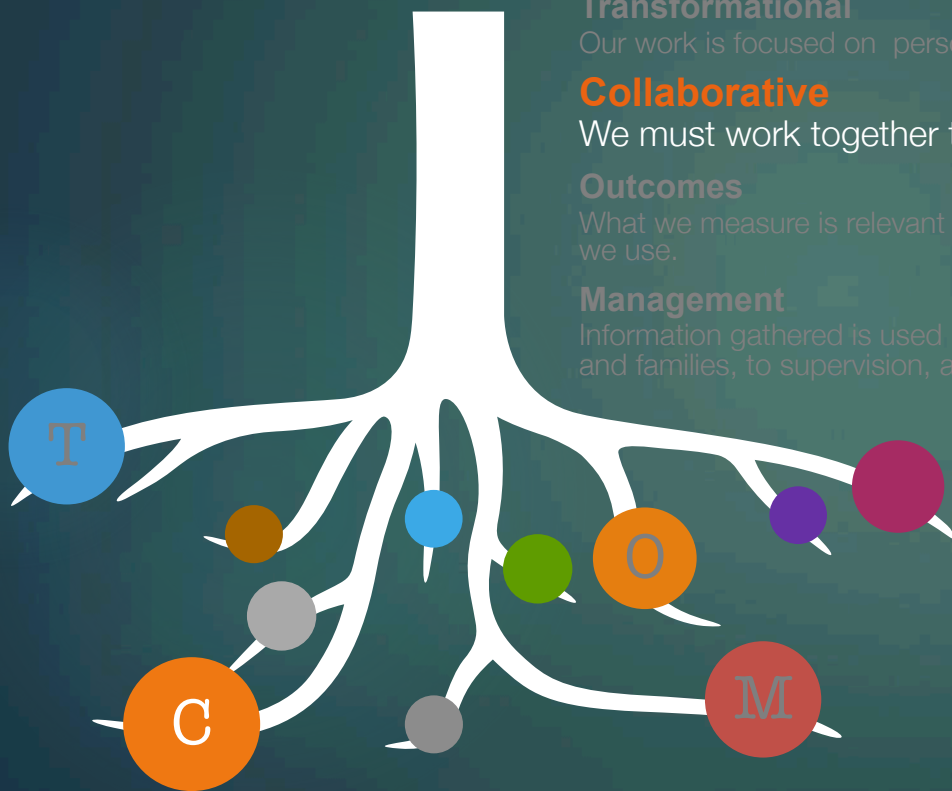 Transformational
Our work is focused on
Collaborative
We must work together
Outcomes
What we measure is relevant
we use.
Management
Information gathered is used
and families, to supervision,
T
O
M
C